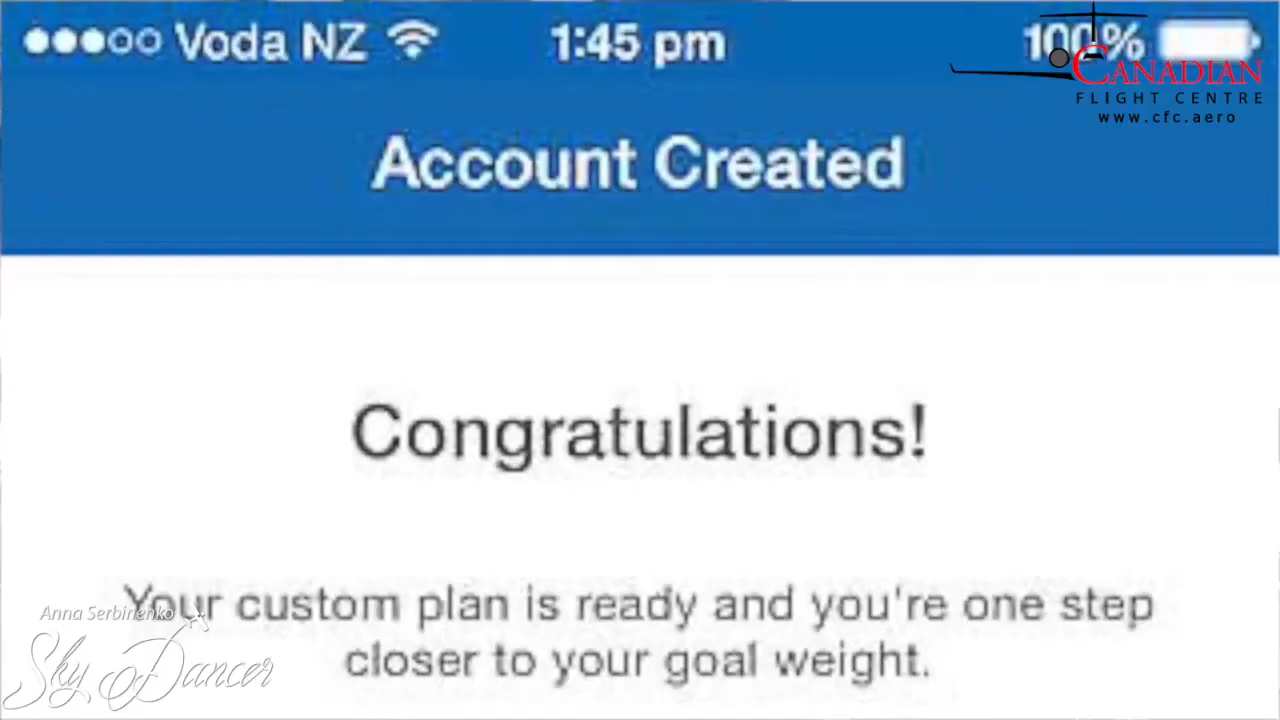 Voda NZ 1:45 pm 100%
CANADIAN
FLIGHT CENTRE
www.cfc.aero
Account Created
Congratulations!
Your custom plan is ready and you're one step
closer to your goal weight.
Anna Serbinenko
Sky Dancer